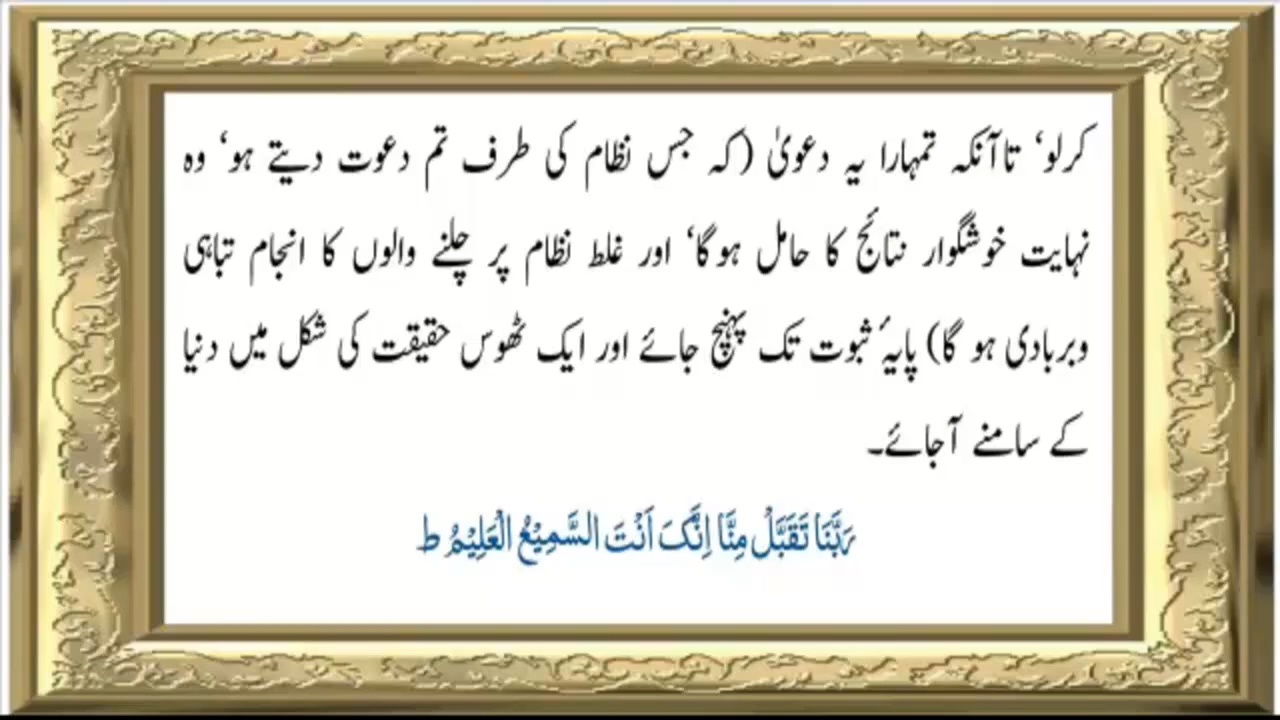 کرلو‘ تاآنکہ تمہارا یہ دعویٰ (کہ جس نظام کی طرف تم دعوت دیتے ہو‘ وہ
نہایت خوشگوار نتائج کا حامل ہوگا‘ اور غلط نظام پر چلنے والوں کا انجام تباہی
وبربادی ہو گا) پایۂ ثبوت تک پہنچ جائے اور ایک ٹھوس حقیقت کی شکل میں دنیا
کے سامنے آجائے۔
رَبَّنَا تَقَبَّلْ مِنَّا اِنَّکَ اَنْتَ السَّمِیْعُ الْعَلِیْمُ ط